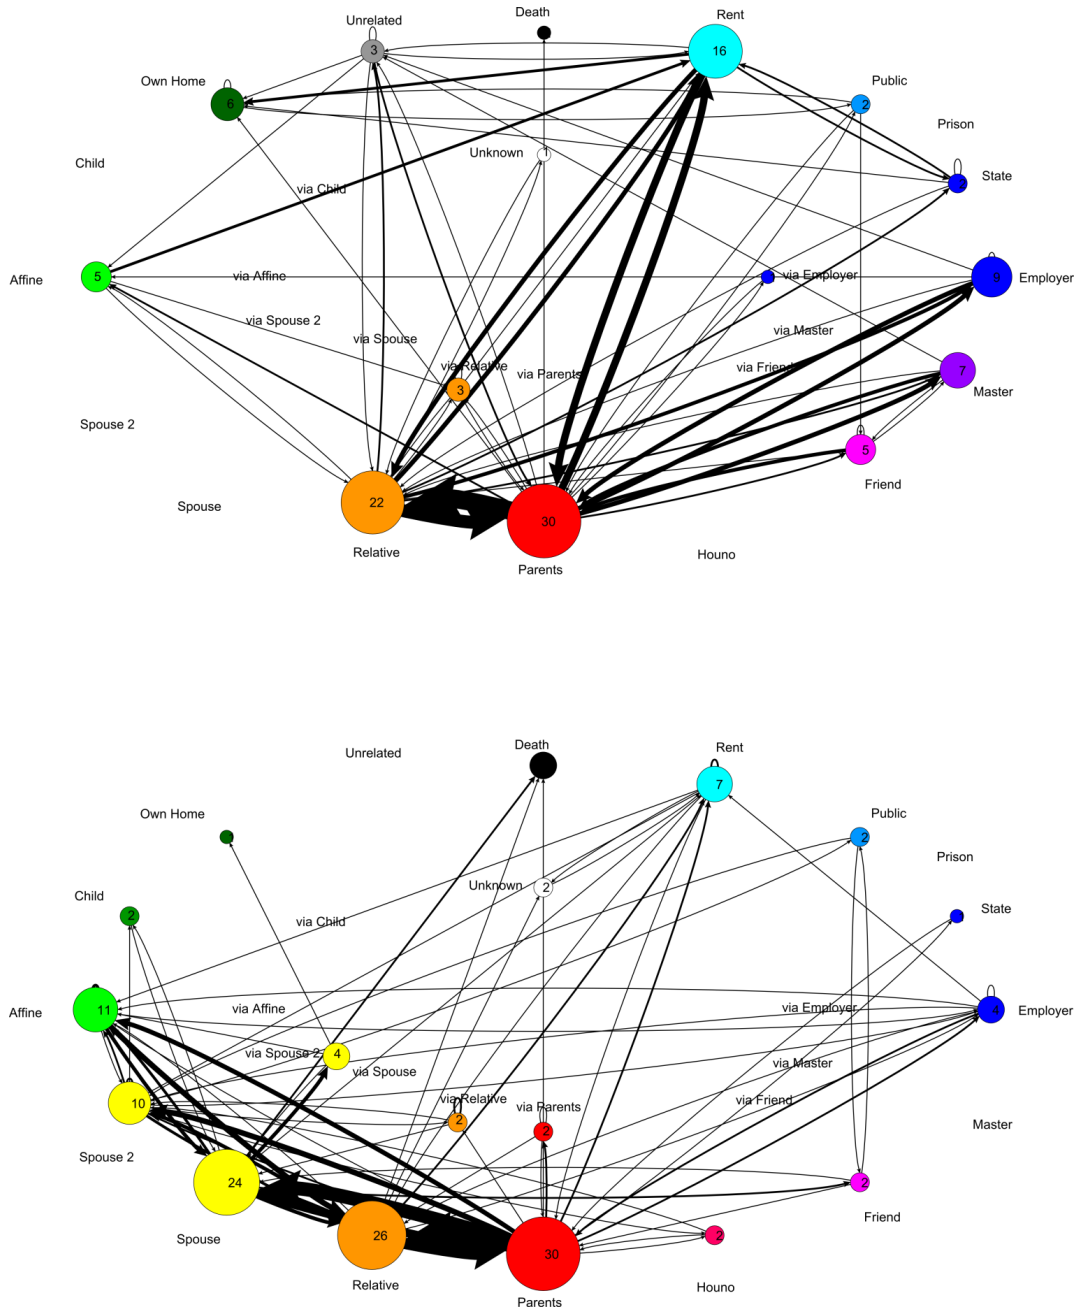 Death
Rent
Unrelated
3
16
Own Home
6
Public
2
Prison
Unknown
1
Child
via Child
State
2
Affine
5
via Affine
via Employer
9
Employer
via Spouse 2
via Spouse
via Master
via Relative
via Parents
via Friend
7
Master
3
Spouse 2
5
Friend
Spouse
22
30
Relative
Parents
Houno
Unrelated
Death
Rent
7
Own Home
Public
2
Prison
Unknown
2
Child
2
via Child
State
Affine
11
via Affine
via Employer
4
Employer
via Spouse 2
4
via Spouse
via Master
10
via Relative
2
via Parents
2
via Friend
Master
Spouse 2
24
2
Friend
Spouse
26
30
2
Relative
Parents
Houno